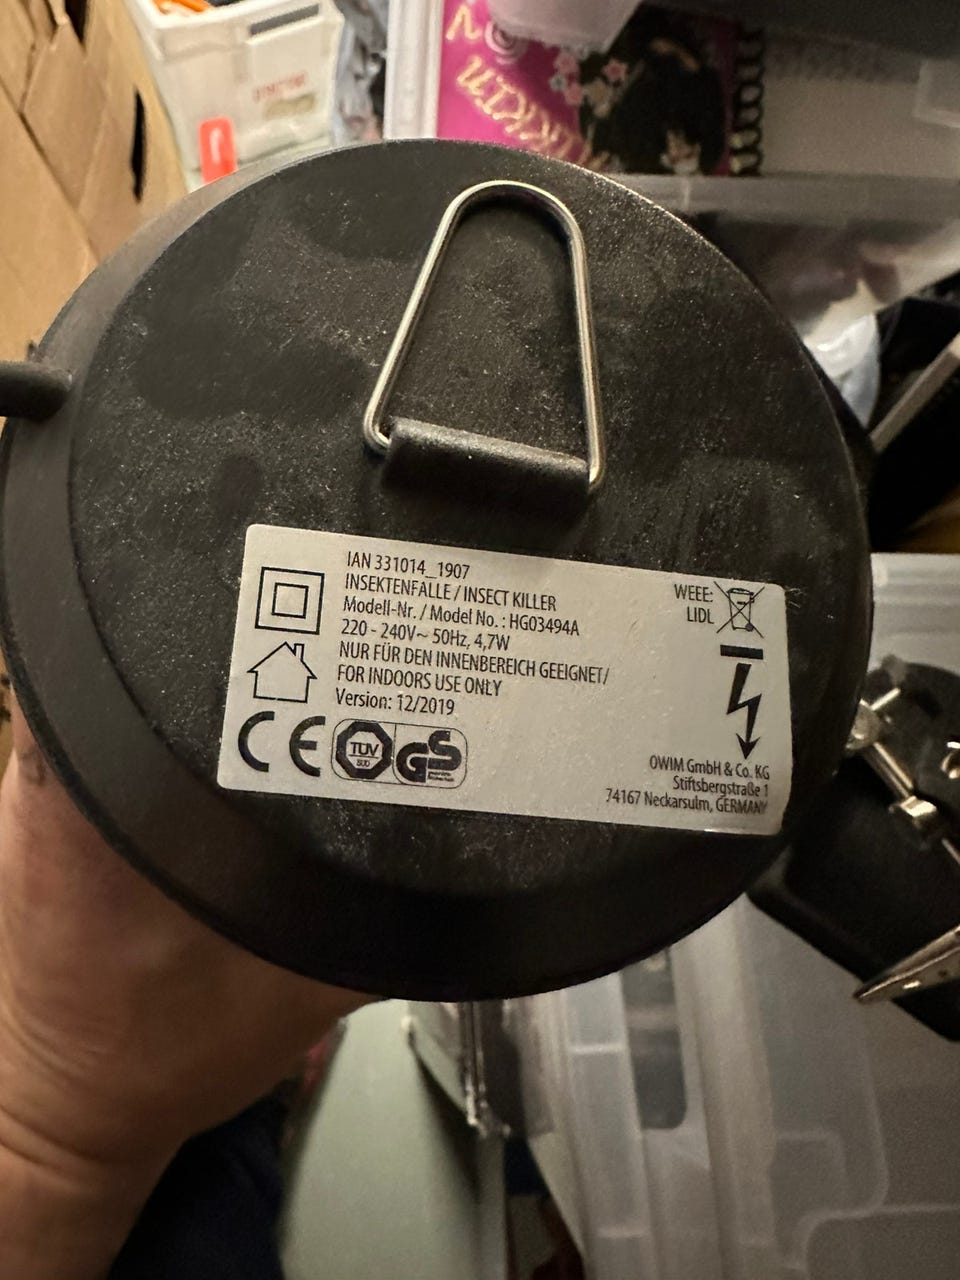 IAN 331014_1907
INSEKTENFALLE / INSECT KILLER
Modell-Nr. / Model No. : HG03494A
220 - 240V~ 50Hz, 4,7W
NUR FÜR DEN INNENBEREICH GEEIGNET/
FOR INDOORS USE ONLY
Version: 12/2019
CE
TÜV
SÜD
GS
WEEE:
LIDL
OWIM GmbH & Co. KG
Stiftsbergstraße 1
74167 Neckarsulm, GERMANY